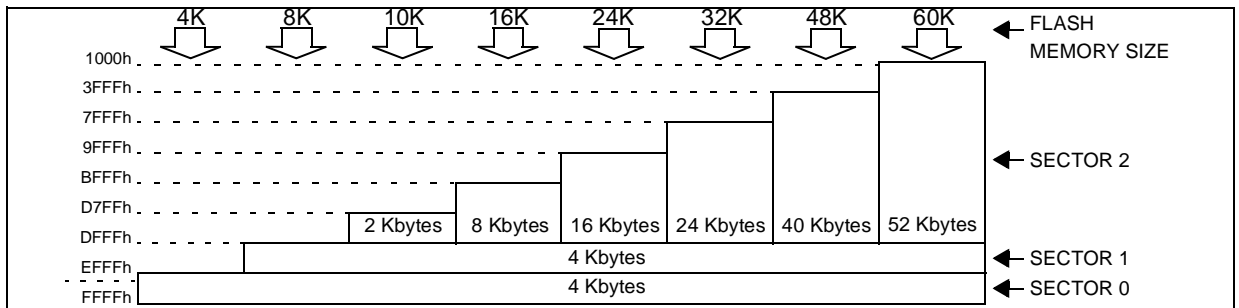 4K 8K 10K 16K 24K 32K 48K 60K FLASH
MEMORY SIZE
1000h
3FFFh
7FFFh
9FFFh
SECTOR 2
BFFFh
D7FFh
2 Kbytes 8 Kbytes 16 Kbytes 24 Kbytes 40 Kbytes 52 Kbytes
DFFFh
4 Kbytes SECTOR 1
EFFFh
4 Kbytes SECTOR 0
FFFFh